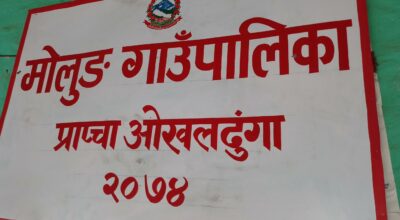 मोलुङ गाउँपालिका
प्राप्चा ओखलढुंगा
२०७४